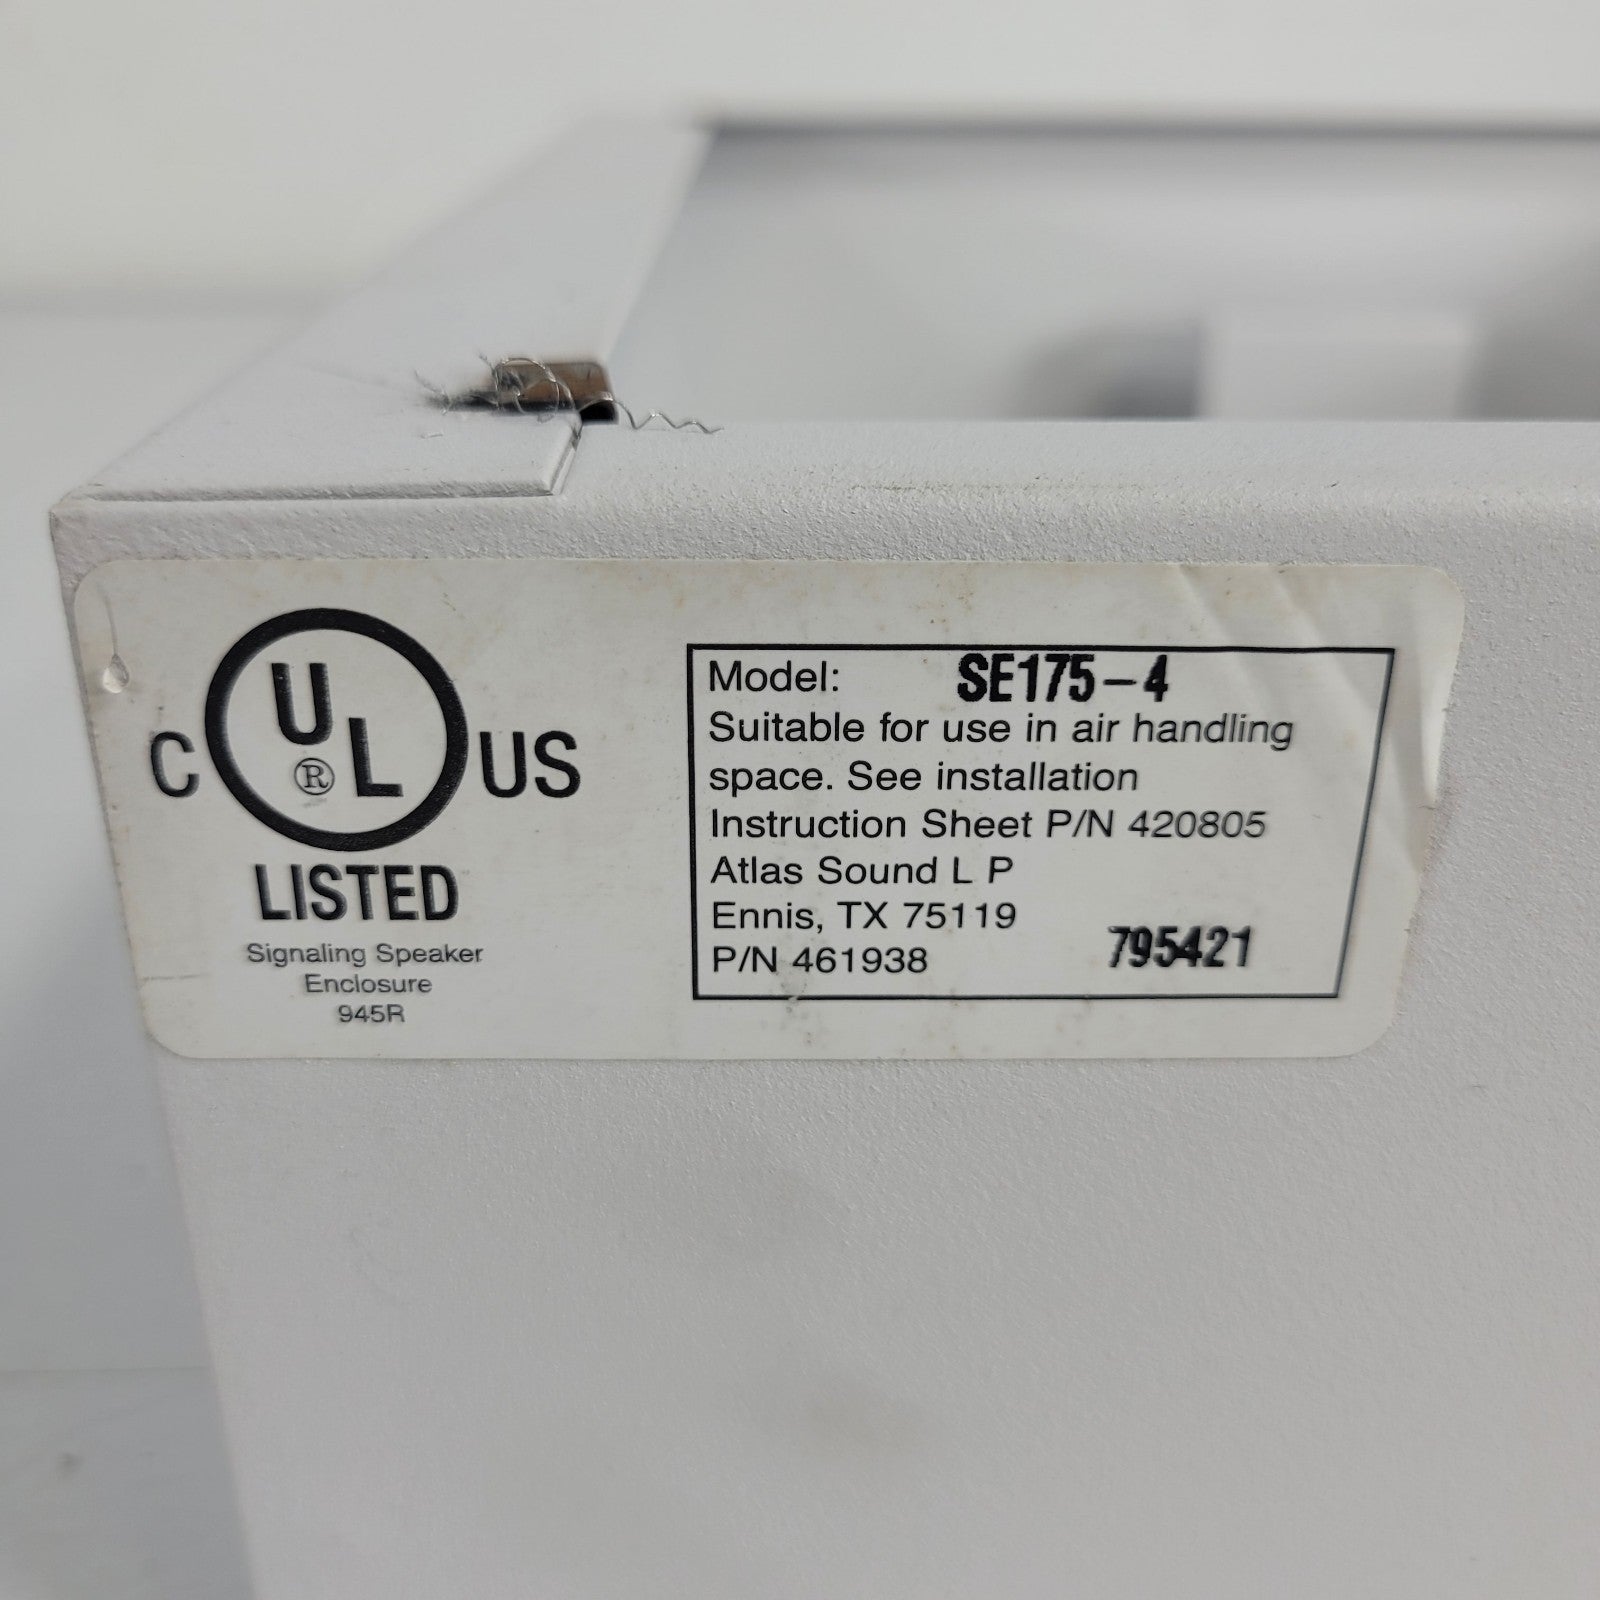 C UL ® US
LISTED
Signaling Speaker
Enclosure
945R
Model: SE175-4
Suitable for use in air handling
space. See installation
Instruction Sheet P/N 420805
Atlas Sound L P
Ennis, TX 75119
P/N 461938 795421